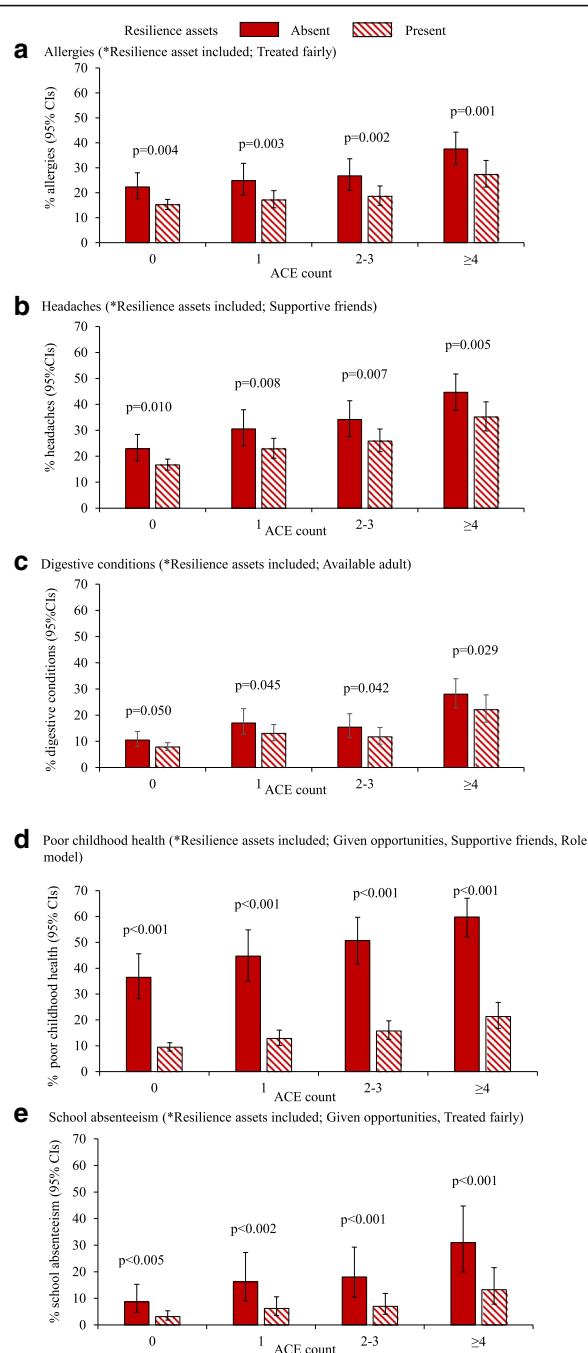 Resilience assets Absent Present
a Allergies (*Resilience asset included; Treated fairly)
% allergies (95% CIs)
70
60
50
40
30
20
10
0
p=0.004
p=0.003
p=0.002
p=0.001
0 1 2-3 ≥4
ACE count
b Headaches (*Resilience assets included; Supportive friends)
% headaches (95%CIs)
70
60
50
40
30
20
10
0
p=0.010
p=0.008
p=0.007
p=0.005
0 1 2-3 ≥4
ACE count
c Digestive conditions (*Resilience assets included; Available adult)
% digestive conditions (95%CIs)
70
60
50
40
30
20
10
0
p=0.050
p=0.045
p=0.042
p=0.029
0 1 2-3 ≥4
ACE count
d Poor childhood health (*Resilience assets included; Given opportunities, Supportive friends, Role
model)
% poor childhood health (95% CIs)
70
60
50
40
30
20
10
0
p<0.001
p<0.001
p<0.001
p<0.001
0 1 2-3 ≥4
ACE count
e School absenteeism (*Resilience assets included; Given opportunities, Treated fairly)
% school absenteeism (95% CIs)
70
60
50
40
30
20
10
0
p<0.005
p<0.002
p<0.001
p<0.001
0 1 2-3 ≥4
ACE count